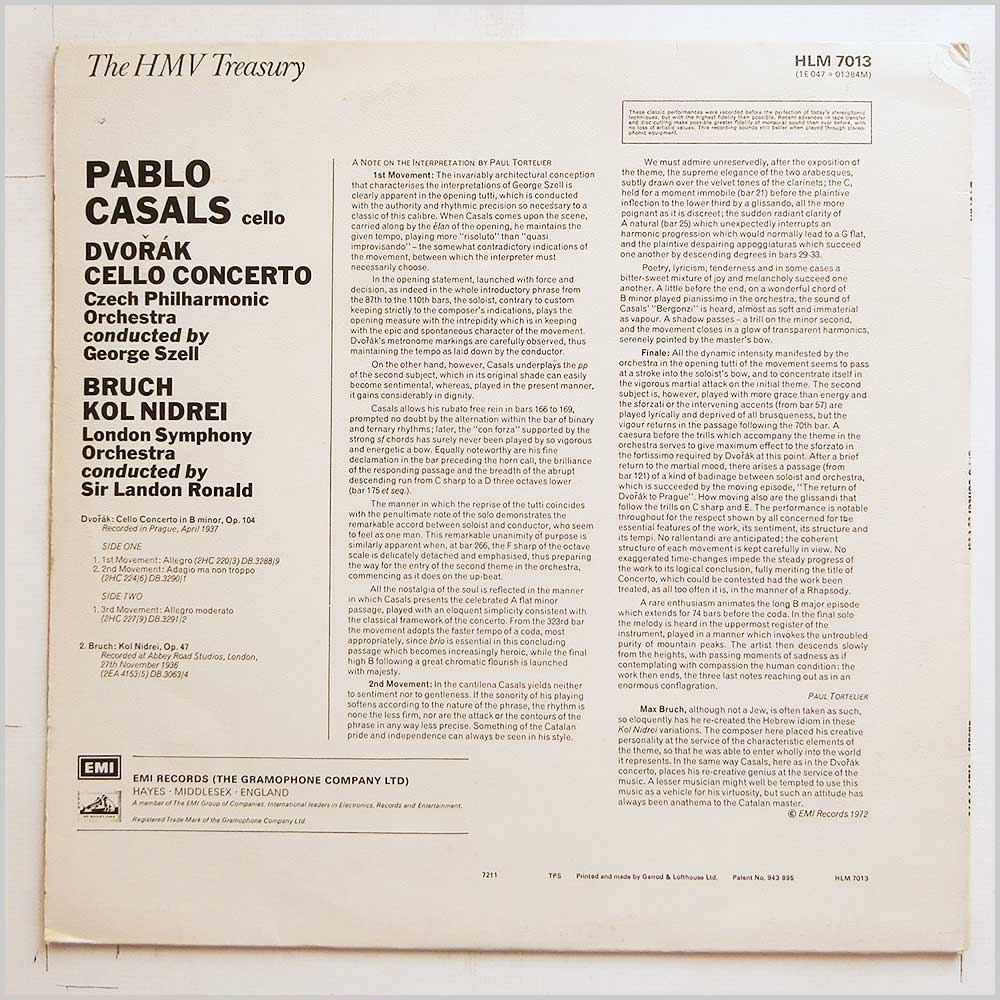 The HMV Treasury
HLM 7013
(1E 047 ○ 01384M)
These classic performances were recorded before the perfection of today's stereophonic
techniques, but with the highest fidelity then possible. Recent advances in tape transfer
and disc-cutting make possible greater fidelity of monaural sound than ever before, with
no loss of artistic values. This recording sounds still better when played through stereo-
phonic equipment.
PABLO
CASALS cello
DVOŘÁK
CELLO CONCERTO
Czech Philharmonic
Orchestra
conducted by
George Szell
BRUCH
KOL NIDREI
London Symphony
Orchestra
conducted by
Sir Landon Ronald
Dvořák: Cello Concerto in B minor, Op. 104
Recorded in Prague, April 1937
SIDE ONE
1. 1st Movement: Allegro (2HC 220/3) DB.3288/9
2. 2nd Movement: Adagio ma non troppo
(2HC 224/6) DB.3290/1
SIDE TWO
1. 3rd Movement: Allegro moderato
(2HC 227/9) DB.3291/2
2. Bruch: Kol Nidrei, Op. 47
Recorded at Abbey Road Studios, London,
27th November 1936
(2EA 4153/5) DB.3063/4
A NOTE ON THE INTERPRETATION BY PAUL TORTELIER
1st Movement: The invariably architectural conception
that characterises the interpretations of George Szell is
clearly apparent in the opening tutti, which is conducted
with the authority and rhythmic precision so necessary to a
classic of this calibre. When Casals comes upon the scene,
carried along by the élan of the opening, he maintains the
given tempo, playing more "risoluto" than "quasi
improvisando" – the somewhat contradictory indications of
the movement, between which the interpreter must
necessarily choose.
In the opening statement, launched with force and
decision, as indeed in the whole introductory phrase from
the 87th to the 110th bars, the soloist, contrary to custom
keeping strictly to the composer's indications, plays the
opening measure with the intrepidity which is in keeping
with the epic and spontaneous character of the movement.
Dvořák's metronome markings are carefully observed, thus
maintaining the tempo as laid down by the conductor.
On the other hand, however, Casals underplays the pp
of the second subject, which in its original shade can easily
become sentimental, whereas, played in the present manner,
it gains considerably in dignity.
Casals allows his rubato free rein in bars 166 to 169,
prompted no doubt by the alternation within the bar of binary
and ternary rhythms; later, the "con forza" supported by the
strong sf chords has surely never been played by so vigorous
and energetic a bow. Equally noteworthy are his fine
declamation in the bar preceding the horn call, the brilliance
of the responding passage and the breadth of the abrupt
descending run from C sharp to a D three octaves lower
(bar 175 et seq.).
The manner in which the reprise of the tutti coincides
with the penultimate note of the solo demonstrates the
remarkable accord between soloist and conductor, who seem
to feel as one man. This remarkable unanimity of purpose is
similarly apparent when, at bar 266, the F sharp of the octave
scale is delicately detached and emphasised, thus preparing
the way for the entry of the second theme in the orchestra,
commencing as it does on the up-beat.
All the nostalgia of the soul is reflected in the manner
in which Casals presents the celebrated A flat minor
passage, played with an eloquent simplicity consistent with
the classical framework of the concerto. From the 323rd bar
the movement adopts the faster tempo of a coda, most
appropriately, since brio is essential in this concluding
passage which becomes increasingly heroic, while the final
high B following a great chromatic flourish is launched
with majesty.
2nd Movement: In the cantilena Casals yields neither
to sentiment nor to gentleness. If the sonority of his playing
softens according to the nature of the phrase, the rhythm is
none the less firm, nor are the attack or the contours of the
phrase in any way less precise. Something of the Catalan
pride and independence can always be seen in his style.
We must admire unreservedly, after the exposition of
the theme, the supreme elegance of the two arabesques,
subtly drawn over the velvet tones of the clarinets; the C,
held for a moment immobile (bar 21) before the plaintive
inflection to the lower third by a glissando, all the more
poignant as it is discreet; the sudden radiant clarity of
A natural (bar 25) which unexpectedly interrupts an
harmonic progression which would normally lead to a G flat,
and the plaintive despairing appoggiaturas which succeed
one another by descending degrees in bars 29-33.
Poetry, lyricism, tenderness and in some cases a
bitter-sweet mixture of joy and melancholy succeed one
another. A little before the end, on a wonderful chord of
B minor played pianissimo in the orchestra, the sound of
Casals' "Bergonzi" is heard, almost as soft and immaterial
as vapour. A shadow passes – a trill on the minor second,
and the movement closes in a glow of transparent harmonics,
serenely pointed by the master's bow.
Finale: All the dynamic intensity manifested by the
orchestra in the opening tutti of the movement seems to pass
at a stroke into the soloist's bow, and to concentrate itself in
the vigorous martial attack on the initial theme. The second
subject is, however, played with more grace than energy and
the sforzati or the intervening accents (from bar 57) are
played lyrically and deprived of all brusqueness, but the
vigour returns in the passage following the 70th bar. A
caesura before the trills which accompany the theme in the
orchestra serves to give maximum effect to the sforzato in
the fortissimo required by Dvořák at this point. After a brief
return to the martial mood, there arises a passage (from
bar 121) of a kind of badinage between soloist and orchestra,
which is succeeded by the moving episode, "The return of
Dvořák to Prague". How moving also are the glissandi that
follow the trills on C sharp and E. The performance is notable
throughout for the respect shown by all concerned for the
essential features of the work, its sentiment, its structure and
its tempi. No rallentandi are anticipated; the coherent
structure of each movement is kept carefully in view. No
exaggerated time-changes impede the steady progress of
the work to its logical conclusion, fully meriting the title of
Concerto, which could be contested had the work been
treated, as all too often it is, in the manner of a Rhapsody.
A rare enthusiasm animates the long B major episode
which extends for 74 bars before the coda. In the final solo
the melody is heard in the uppermost register of the
instrument, played in a manner which invokes the untroubled
purity of mountain peaks. The artist then descends slowly
from the heights, with passing moments of sadness as if
contemplating with compassion the human condition: the
work then ends, the three last notes reaching out as in an
enormous conflagration.
PAUL TORTELIER
Max Bruch, although not a Jew, is often taken as such,
so eloquently has he re-created the Hebrew idiom in these
Kol Nidrei variations. The composer here placed his creative
personality at the service of the characteristic elements of
the theme, so that he was able to enter wholly into the world
it represents. In the same way Casals, here as in the Dvořák
concerto, places his re-creative genius at the service of the
music. A lesser musician might well be tempted to use this
music as a vehicle for his virtuosity, but such an attitude has
always been anathema to the Catalan master.
© EMI Records 1972
EMI
EMI RECORDS (THE GRAMOPHONE COMPANY LTD)
HAYES · MIDDLESEX · ENGLAND
A member of The EMI Group of Companies. International leaders in Electronics, Records and Entertainment.
Registered Trade Mark of the Gramophone Company Ltd.
7211 TPS Printed and made by Garrod & Lofthouse Ltd. Patent No. 943 895 HLM 7013